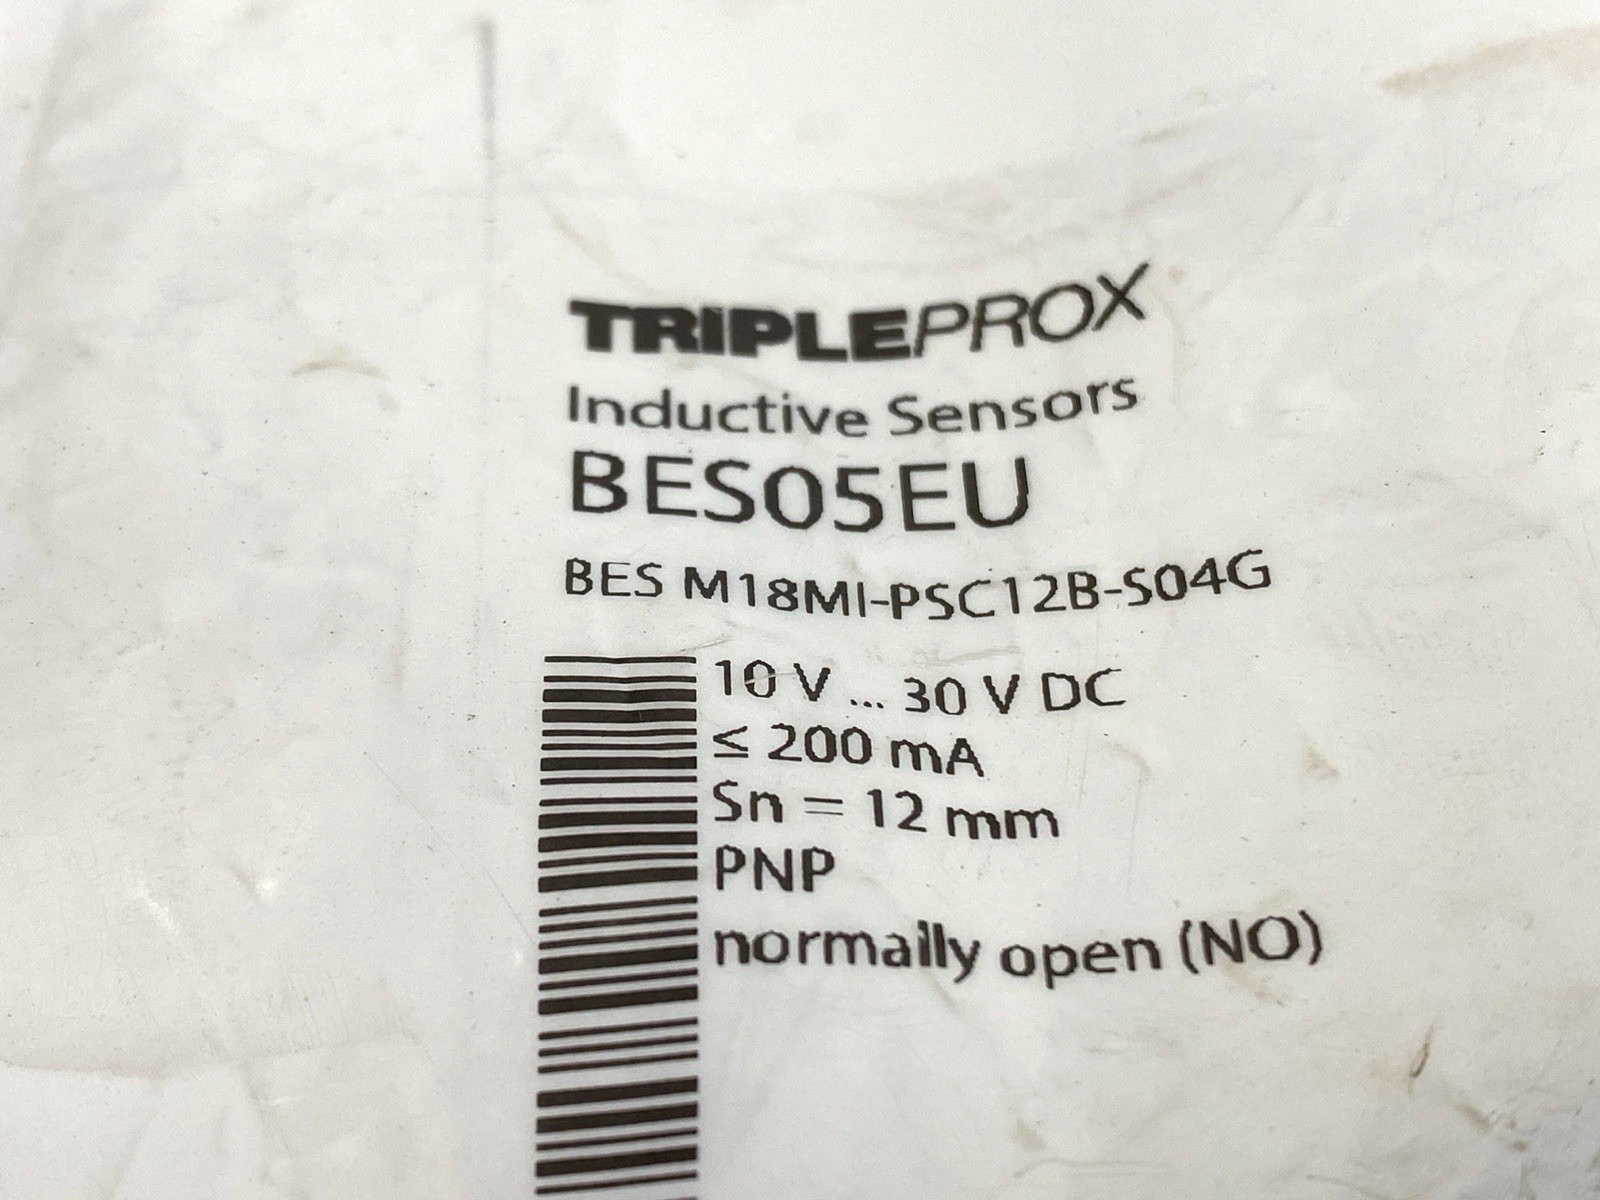 TRIPLEPROX
Inductive Sensors
BES05EU
BES M18MI-PSC12B-S04G
10 V ... 30 V DC
≤ 200 mA
Sn = 12 mm
PNP
normally open (NO)